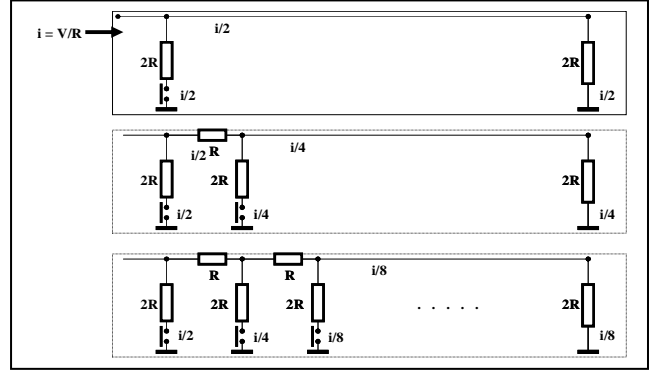 i/2
i = V/R
2R
2R
i/2
i/2
i/2 R
i/4
2R
2R
2R
i/2
i/4
i/4
R
R
i/8
2R
2R
2R
. . . . .
2R
i/2
i/4
i/8
i/8